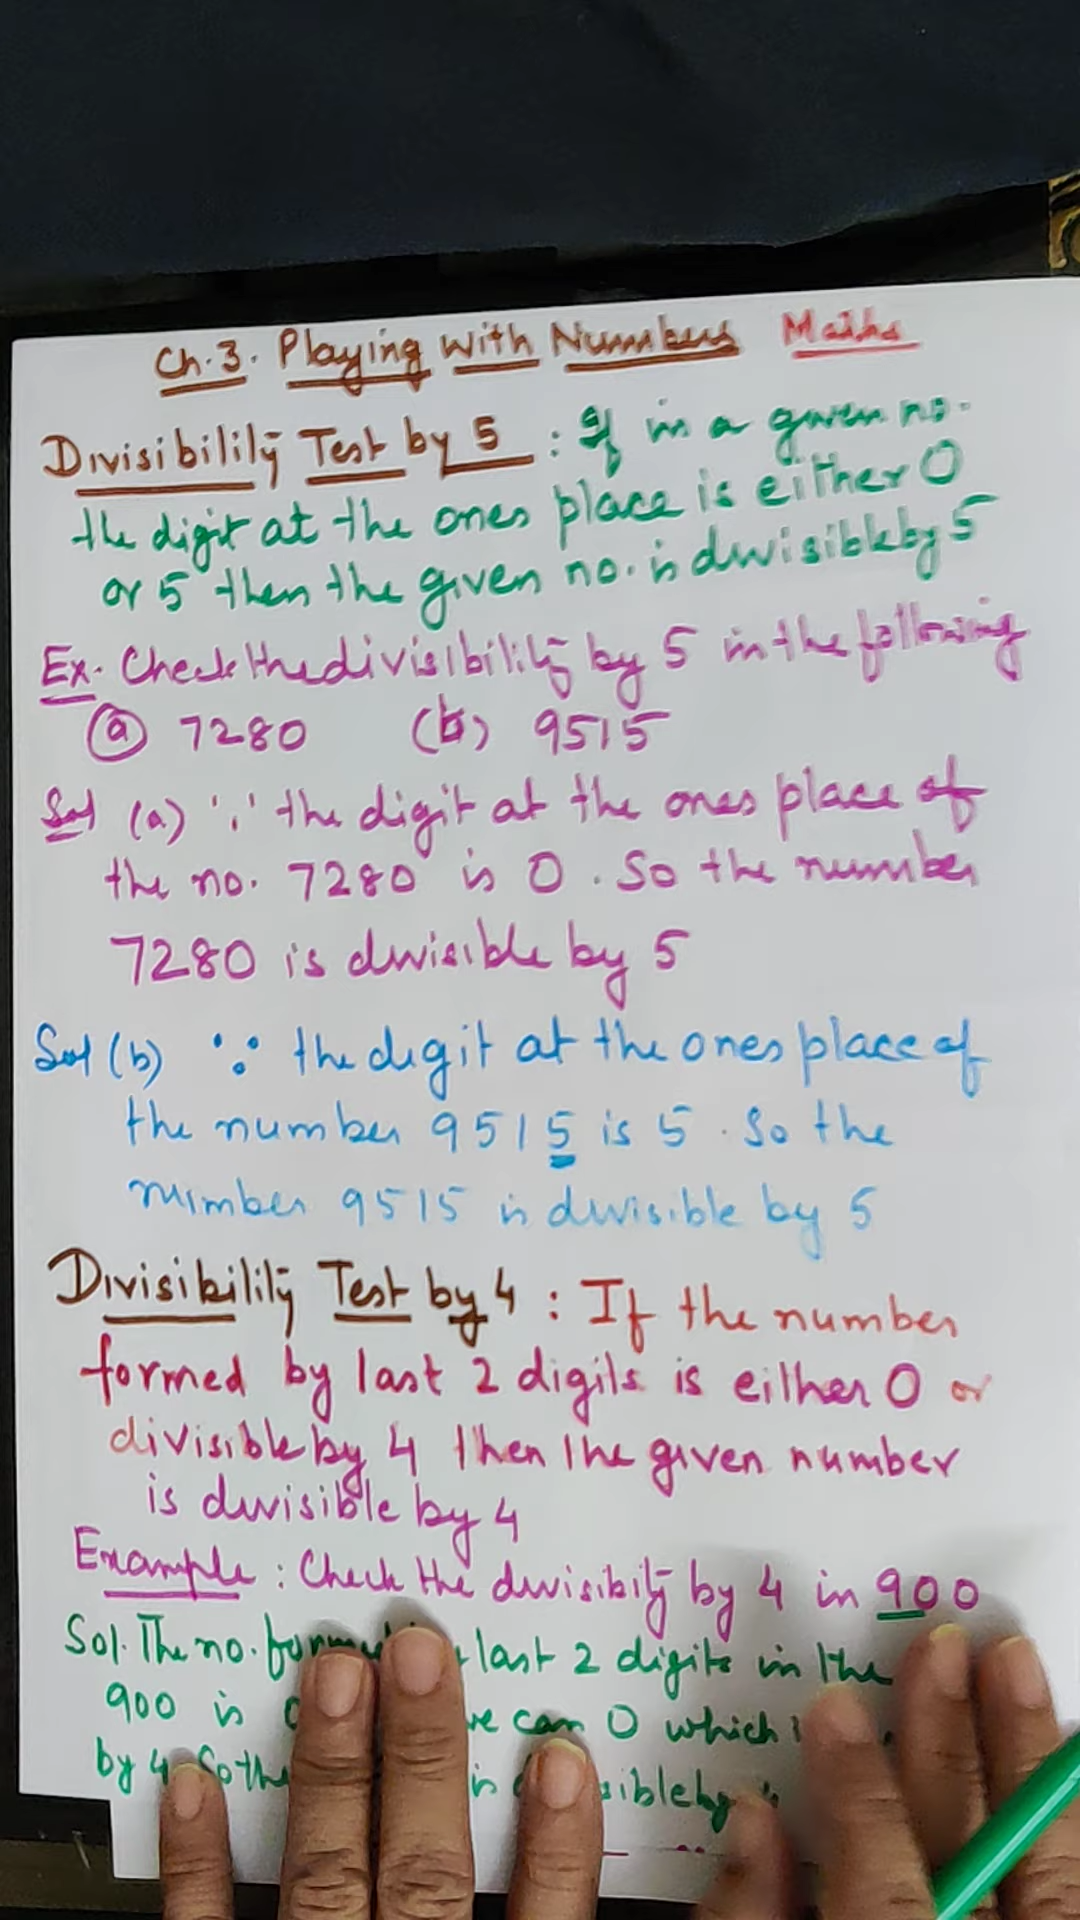 Ch.3. Playing with Numbers Maths
Divisibility Test by 5 : If in a given no.
the digit at the ones place is either 0
or 5 then the given no. is divisible by 5
Ex. Check the divisibility by 5 in the following
(a) 7280 (b) 9515
Sol (a) ∵ the digit at the ones place of
the no. 7280 is 0. So the number
7280 is divisible by 5
Sol (b) ∵ the digit at the ones place of
the number 9515 is 5. So the
number 9515 is divisible by 5
Divisibility Test by 4 : If the number
formed by last 2 digits is either 0 or
divisible by 4 then the given number
is divisible by 4
Example : Check the divisibity by 4 in 900
Sol. The no. last 2 digits in the
900 is can 0 which
by 4 So the is divisible by